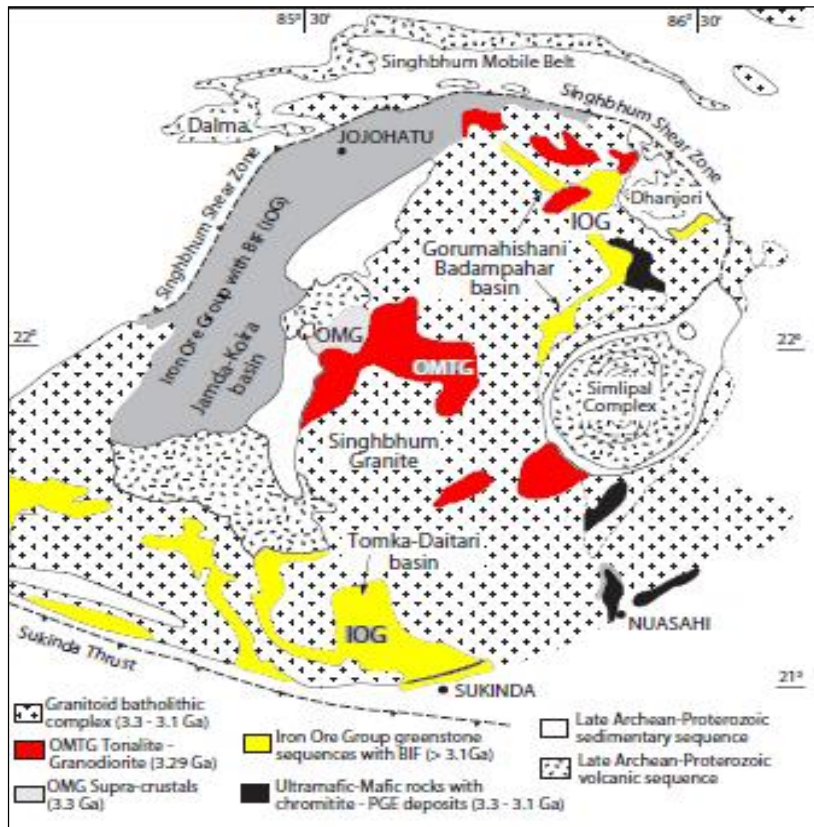 85° 30'
86° 30'
Singhbhum Mobile Belt
Singhbhum Shear Zone
Dalma
JOJOHATU
Singhbhum Shear Zone
Dhanjori
IOG
Iron Ore Group with BIF (IOG)
Gorumahishani
Badampahar
basin
Jamda-Koira
basin
22°
22°
OMG
OMTG
Simlipal
Complex
Singhbhum
Granite
Tomka-Daitari
basin
IOG
NUASAHI
Sukinda Thrust
SUKINDA
21°
Granitoid batholithic
complex (3.3 - 3.1 Ga)
OMTG Tonalite -
Granodiorite (3.29 Ga)
OMG Supra-crustals
(3.3 Ga)
Iron Ore Group greenstone
sequences with BIF (> 3.1Ga)
Ultramafic-Mafic rocks with
chromitite - PGE deposits (3.3 - 3.1 Ga)
Late Archean-Proterozoic
sedimentary sequence
Late Archean-Proterozoic
volcanic sequence